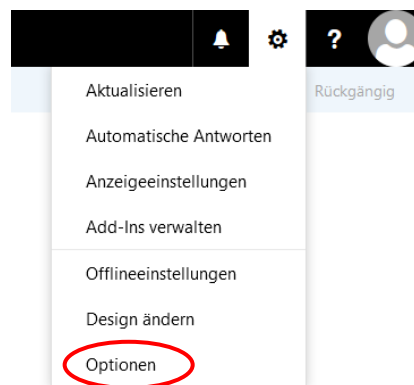 ?
Aktualisieren
Rückgängig
Automatische Antworten
Anzeigeeinstellungen
Add-Ins verwalten
Offlineeinstellungen
Design ändern
Optionen